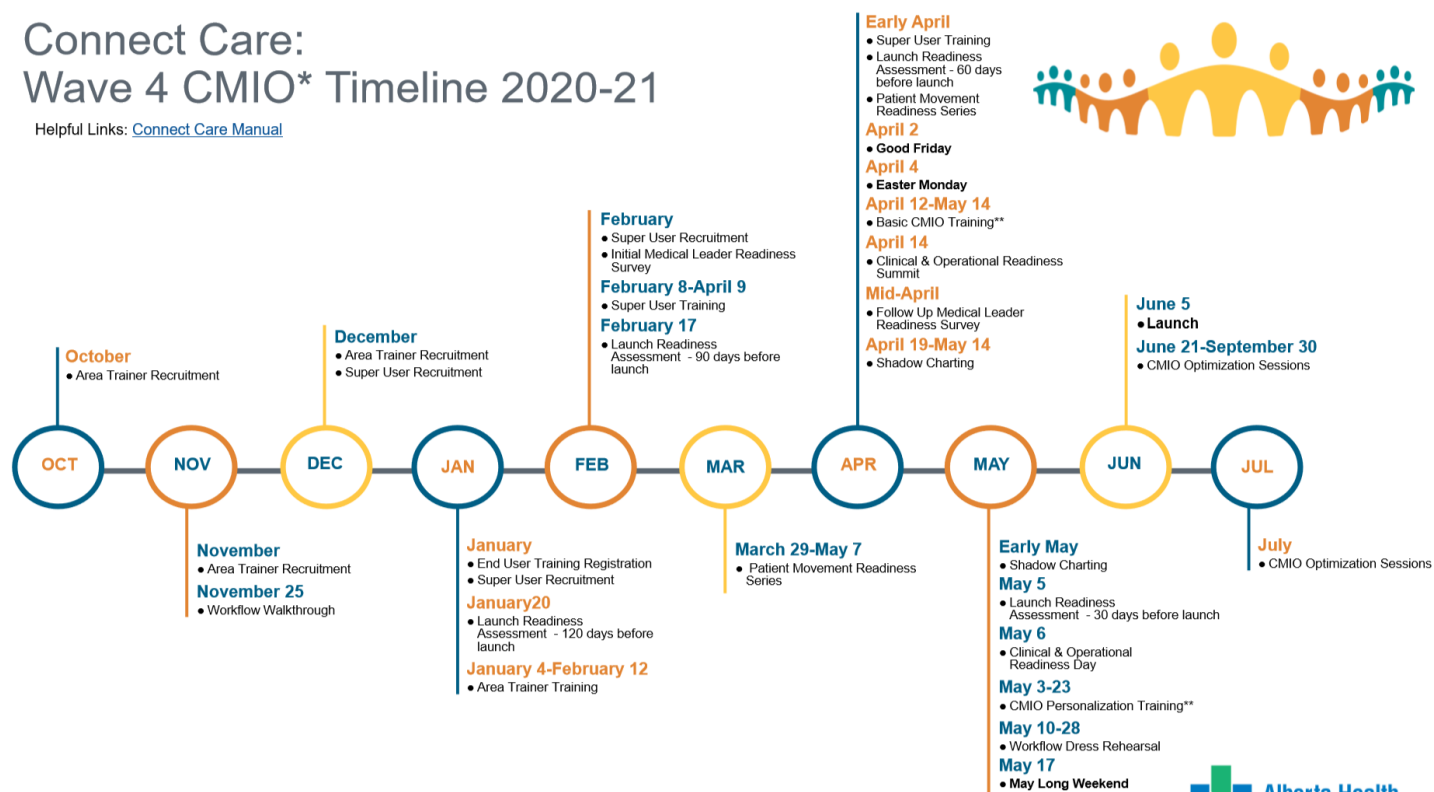 Connect Care:
Wave 4 CMIO* Timeline 2020-21
Helpful Links: Connect Care Manual
October
● Area Trainer Recruitment
December
● Area Trainer Recruitment
● Super User Recruitment
February
● Super User Recruitment
● Initial Medical Leader Readiness
Survey
February 8-April 9
● Super User Training
February 17
● Launch Readiness
Assessment - 90 days before
launch
Early April
● Super User Training
● Launch Readiness
Assessment - 60 days
before launch
● Patient Movement
Readiness Series
April 2
● Good Friday
April 4
● Easter Monday
April 12-May 14
● Basic CMIO Training**
April 14
● Clinical & Operational Readiness
Summit
Mid-April
● Follow Up Medical Leader
Readiness Survey
April 19-May 14
● Shadow Charting
June 5
● Launch
June 21-September 30
● CMIO Optimization Sessions
OCT
NOV
DEC
JAN
FEB
MAR
APR
MAY
JUN
JUL
November
● Area Trainer Recruitment
November 25
● Workflow Walkthrough
January
● End User Training Registration
● Super User Recruitment
January20
● Launch Readiness
Assessment - 120 days before
launch
January 4-February 12
● Area Trainer Training
March 29-May 7
● Patient Movement Readiness
Series
Early May
● Shadow Charting
May 5
● Launch Readiness
Assessment - 30 days before launch
May 6
● Clinical & Operational
Readiness Day
May 3-23
● CMIO Personalization Training**
May 10-28
● Workflow Dress Rehearsal
May 17
● May Long Weekend
July
● CMIO Optimization Sessions
Alberta Health